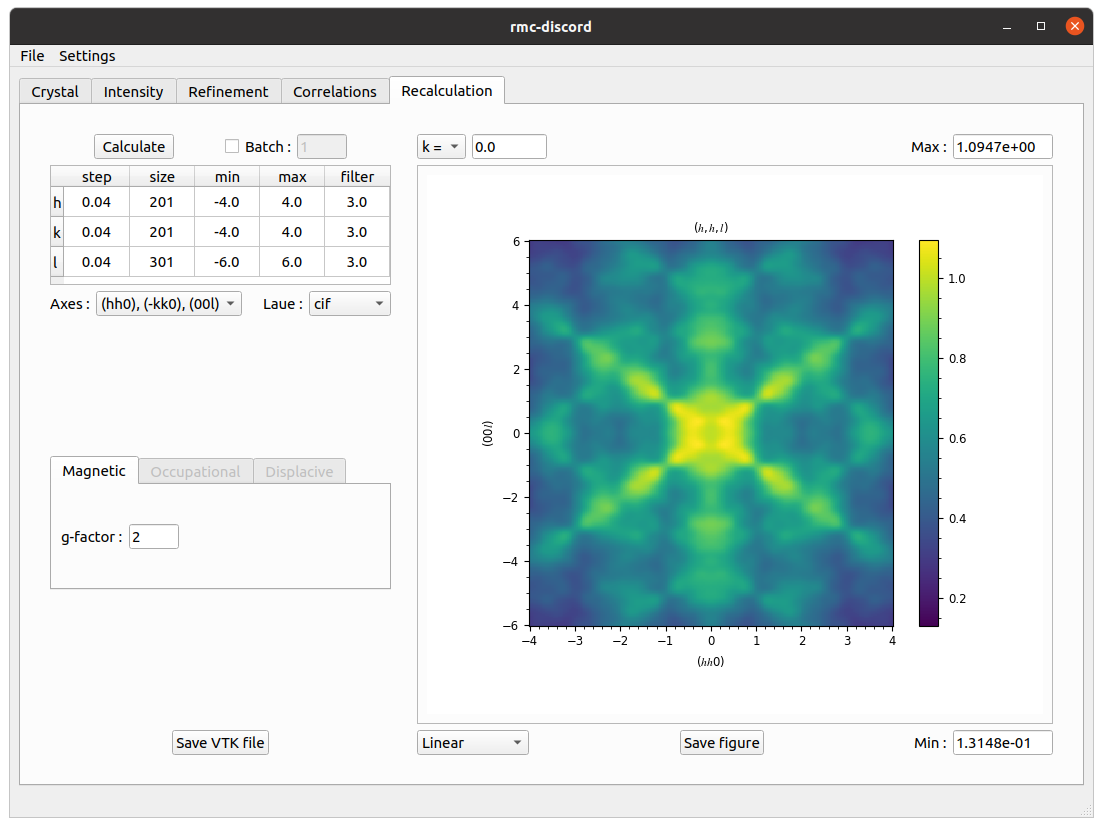 rmc-discord
File Settings
Crystal Intensity Refinement Correlations Recalculation
Calculate Batch : 1 k = 0.0 Max : 1.0947e+00
step size min max filter
h 0.04 201 -4.0 4.0 3.0
k 0.04 201 -4.0 4.0 3.0
l 0.04 301 -6.0 6.0 3.0
Axes : (hh0), (-kk0), (00l) Laue : cif
(h, h, l)
6
4
2
0
−2
−4
−6
(00l)
−4 −3 −2 −1 0 1 2 3 4
(hh0)
1.0
0.8
0.6
0.4
0.2
Magnetic Occupational Displacive
g-factor : 2
Save VTK file Linear Save figure Min : 1.3148e-01